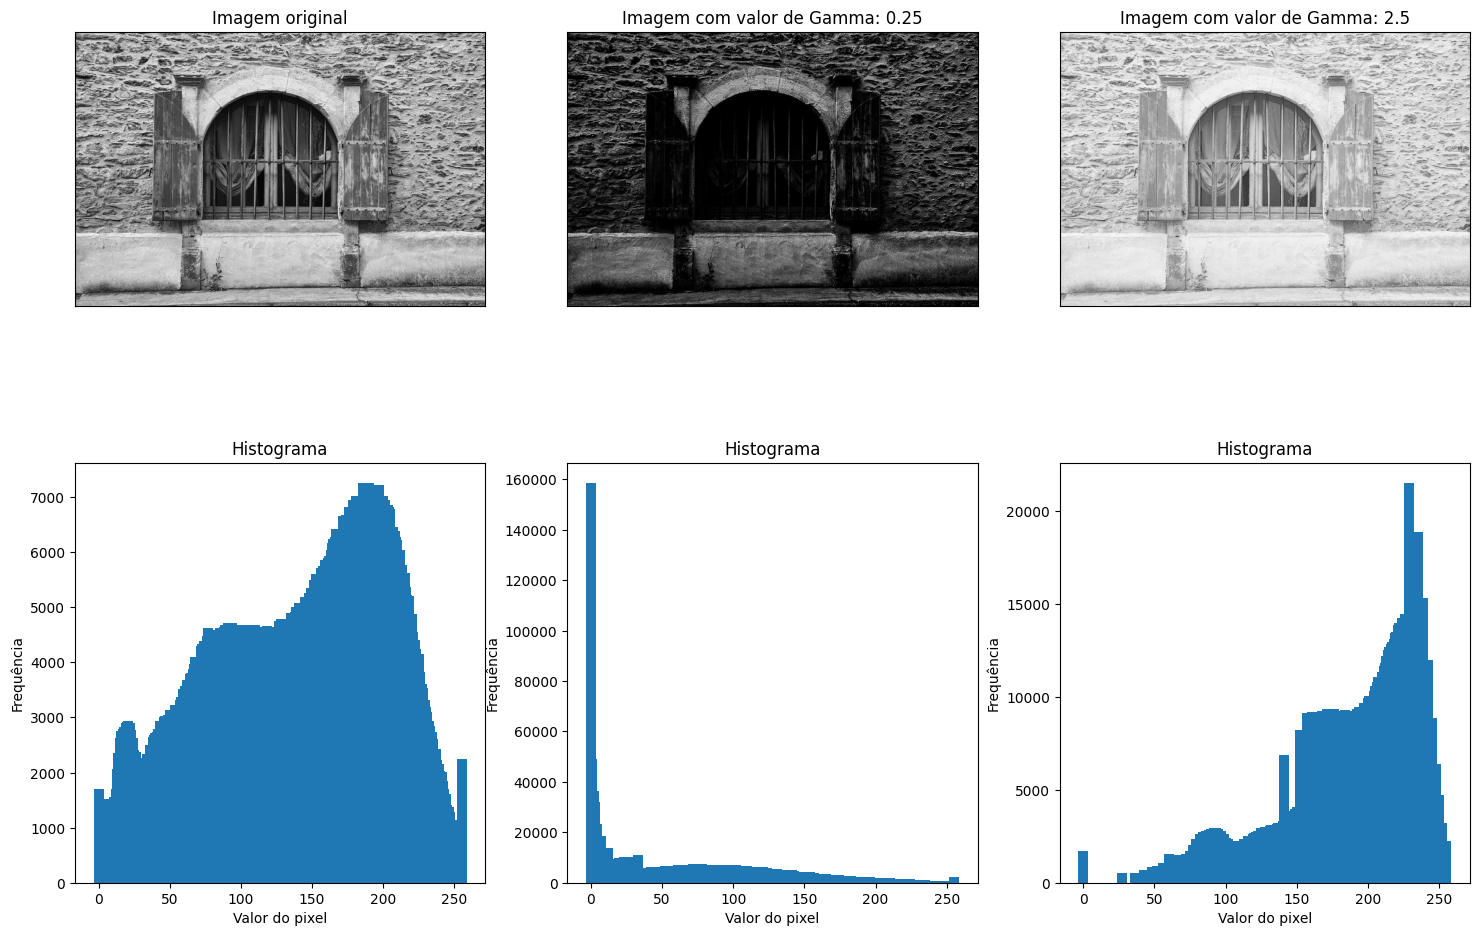 Imagem original
Imagem com valor de Gamma: 0.25
Imagem com valor de Gamma: 2.5
Histograma
7000
6000
5000
4000
3000
2000
1000
0
Frequência
0 50 100 150 200 250
Valor do pixel
Histograma
160000
140000
120000
100000
80000
60000
40000
20000
0
Frequência
0 50 100 150 200 250
Valor do pixel
Histograma
20000
15000
10000
5000
0
Frequência
0 50 100 150 200 250
Valor do pixel